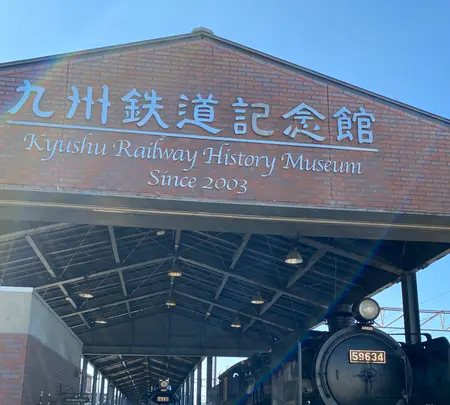 九州鉄道記念館
Kyushu Railway History Museum
Since 2003
59634